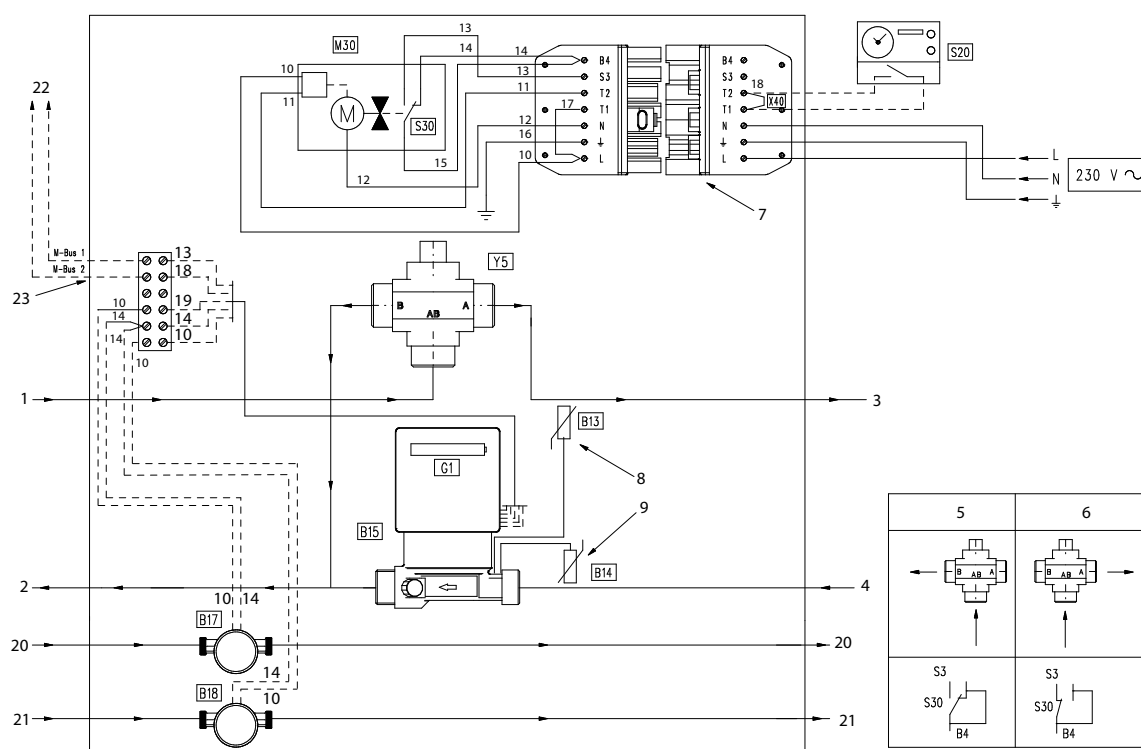 13
M30
14
14
B4
B4
S20
10
13
S3
S3
22
11
11
T2
T2
18
M
S30
17
T1
T1
X40
12
N
N
16
15
10
L
L
L
12
N
230 V
7
M-Bus 1
13
Y5
M-Bus 2
18
23
10
19
B
A
14
14
AB
14
10
10
1
3
B13
G1
8
9
5
6
B15
B14
B
AB
A
B
AB
A
2
4
10
14
B17
20
20
14
S3
S3
B18
10
S30
S30
21
21
B4
B4